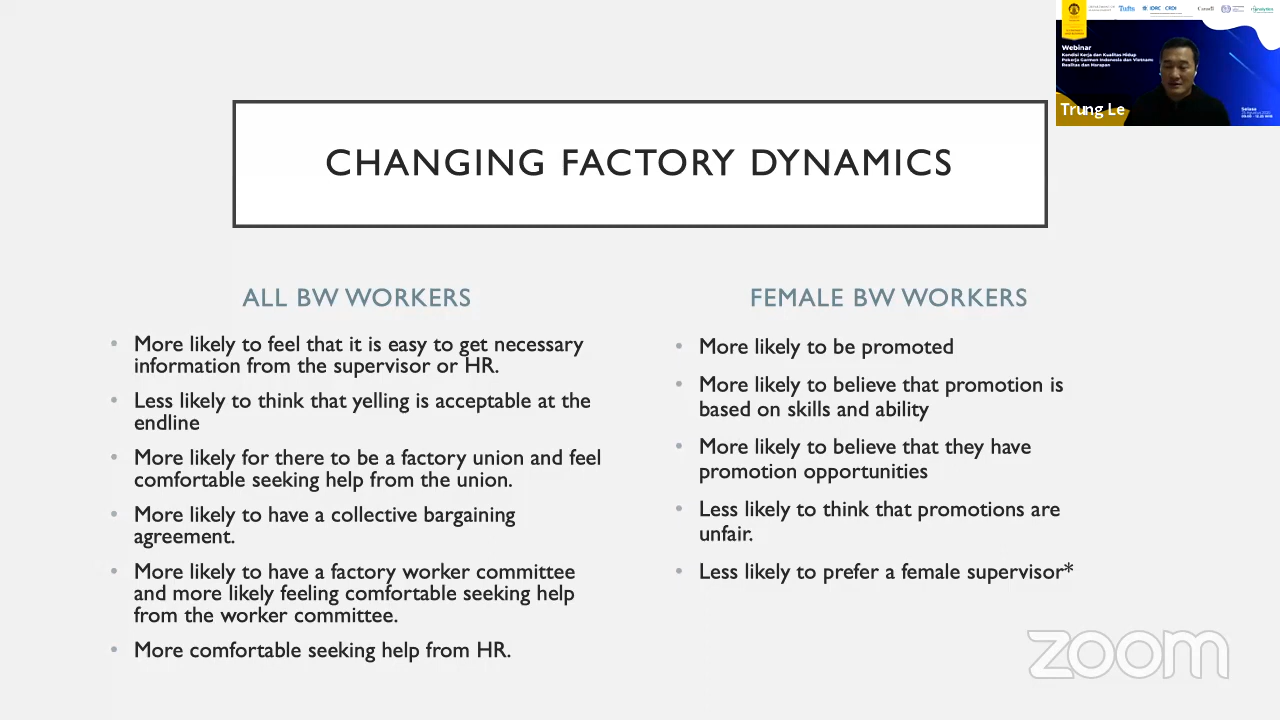 Tufts
IDRC CRDI
Canada
Webinar
Kondisi Kerja dan Kualitas Hidup
Pekerja Garmen Indonesia dan Vietnam:
Realitas dan Harapan
Trung Le
Selasa
CHANGING FACTORY DYNAMICS
ALL BW WORKERS
• More likely to feel that it is easy to get necessary
information from the supervisor or HR.
• Less likely to think that yelling is acceptable at the
endline
• More likely for there to be a factory union and feel
comfortable seeking help from the union.
• More likely to have a collective bargaining
agreement.
• More likely to have a factory worker committee
and more likely feeling comfortable seeking help
from the worker committee.
• More comfortable seeking help from HR.
FEMALE BW WORKERS
• More likely to be promoted
• More likely to believe that promotion is
based on skills and ability
• More likely to believe that they have
promotion opportunities
• Less likely to think that promotions are
unfair.
• Less likely to prefer a female supervisor*
zoom